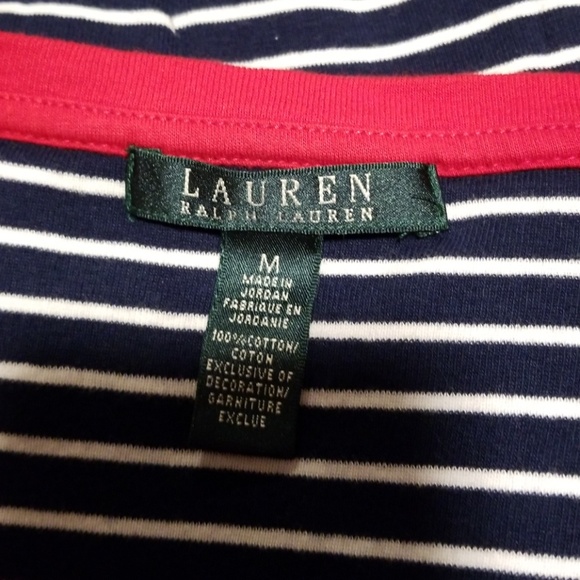 LAUREN
RALPH LAUREN
M
MADE IN
JORDAN
FABRIQUE EN
JORDANIE
100% COTTON/
COTON
EXCLUSIVE OF
DECORATION/
GARNITURE
EXCLUE